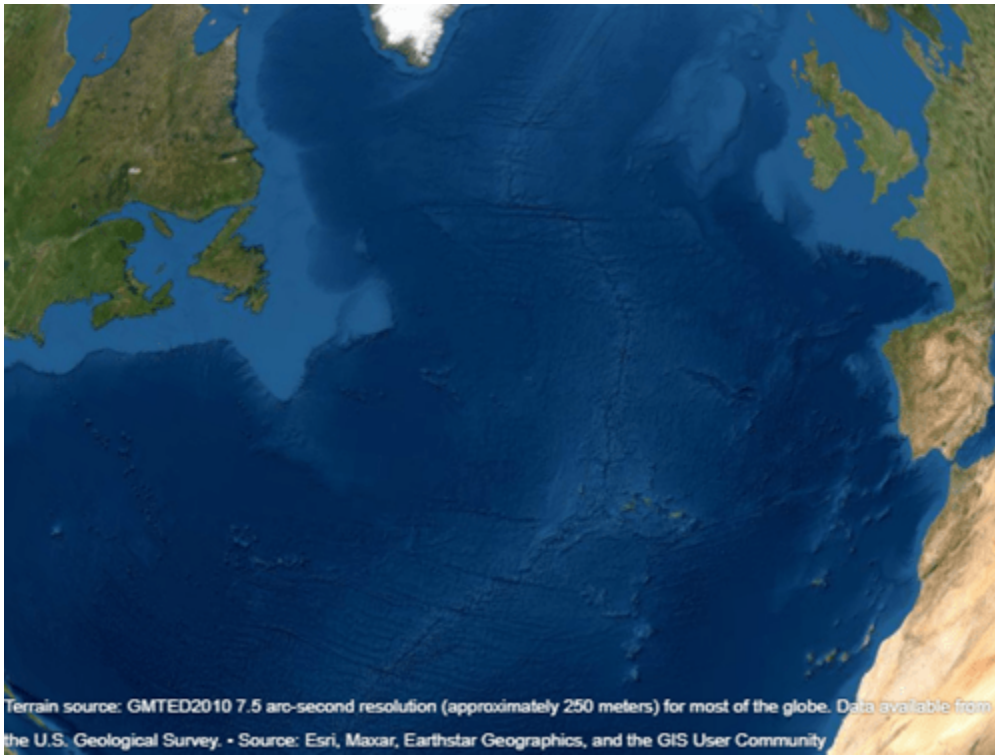 Terrain source: GMTED2010 7.5 arc-second resolution (approximately 250 meters) for most of the globe. Data available from
the U.S. Geological Survey. • Source: Esri, Maxar, Earthstar Geographics, and the GIS User Community